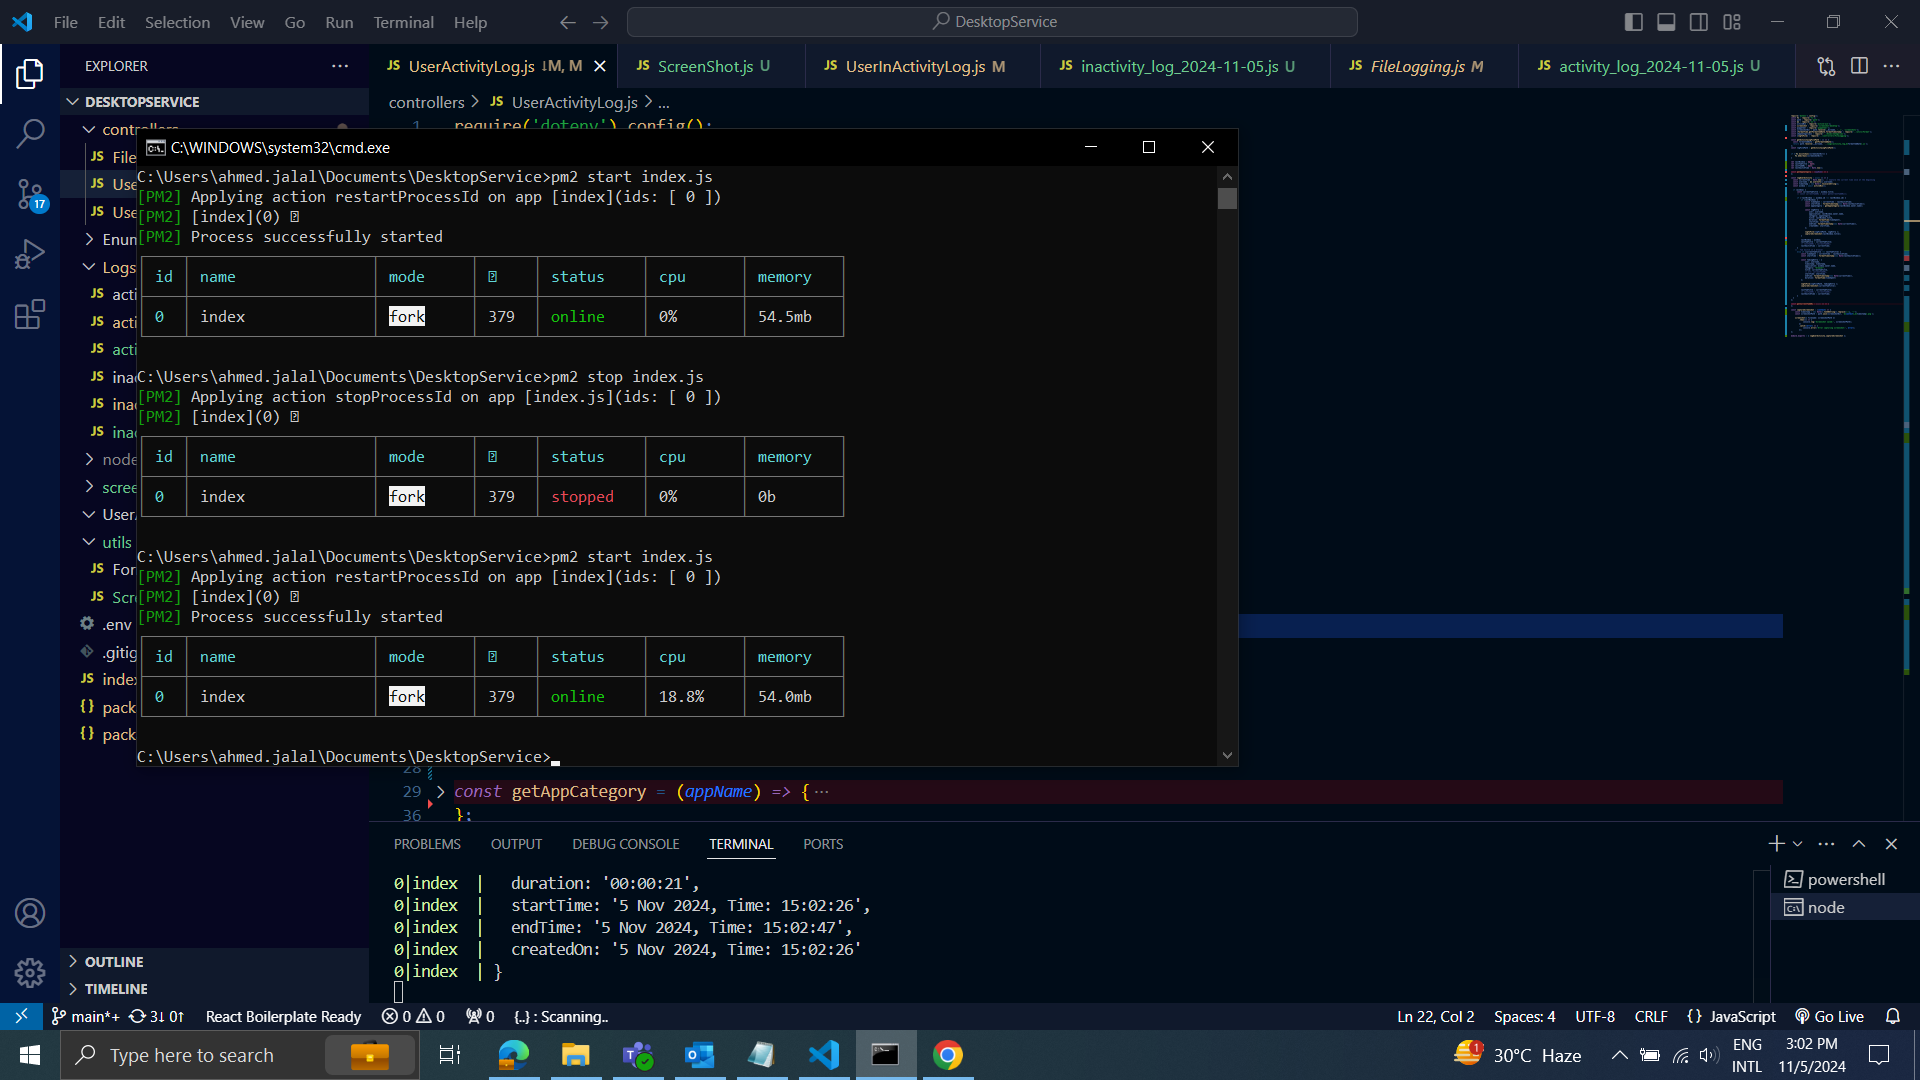 File Edit Selection View Go Run Terminal Help
DesktopService
EXPLORER
UserActivityLog.js ↓M, M
ScreenShot.js U
UserInActivityLog.js M
inactivity_log_2024-11-05.js U
FileLogging.js M
activity_log_2024-11-05.js U
DESKTOPSERVICE
controllers > JS UserActivityLog.js > ...
controllers
1 require('dotenv').config();
C:\WINDOWS\system32\cmd.exe
C:\Users\ahmed.jalal\Documents\DesktopService>pm2 start index.js
[PM2] Applying action restartProcessId on app [index](ids: [ 0 ])
[PM2] [index](0)
[PM2] Process successfully started
id name mode status cpu memory
0 index fork 379 online 0% 54.5mb
C:\Users\ahmed.jalal\Documents\DesktopService>pm2 stop index.js
[PM2] Applying action stopProcessId on app [index.js](ids: [ 0 ])
[PM2] [index](0)
id name mode status cpu memory
0 index fork 379 stopped 0% 0b
C:\Users\ahmed.jalal\Documents\DesktopService>pm2 start index.js
[PM2] Applying action restartProcessId on app [index](ids: [ 0 ])
[PM2] [index](0)
[PM2] Process successfully started
id name mode status cpu memory
0 index fork 379 online 18.8% 54.0mb
C:\Users\ahmed.jalal\Documents\DesktopService>
JS File
JS Use
JS Use
Enum
Logs
JS acti
JS acti
JS acti
JS inac
JS inac
JS inac
node
scree
User
utils
JS For
JS Scr
.env
.gitig
JS index
{} pack
{} pack
17
28
29 const getAppCategory = (appName) => { ...
36 };
PROBLEMS OUTPUT DEBUG CONSOLE TERMINAL PORTS
0|index | duration: '00:00:21',
0|index | startTime: '5 Nov 2024, Time: 15:02:26',
0|index | endTime: '5 Nov 2024, Time: 15:02:47',
0|index | createdOn: '5 Nov 2024, Time: 15:02:26'
0|index | }
powershell
node
OUTLINE
TIMELINE
main*+ 3↓ 0↑ React Boilerplate Ready 0 0 0 {..} : Scanning..
Ln 22, Col 2 Spaces: 4 UTF-8 CRLF {} JavaScript Go Live
Type here to search
1 30°C Haze
ENG
INTL
3:02 PM
11/5/2024